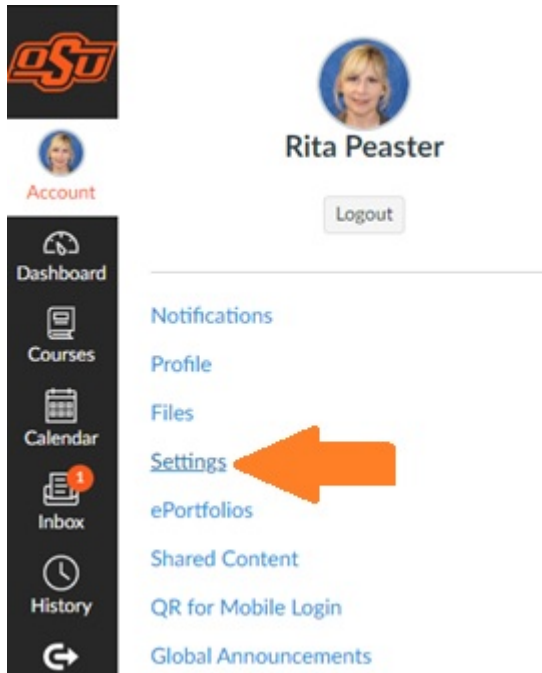 OSU
Account
Dashboard
Courses
Calendar
1
Inbox
History
Rita Peaster
Logout
Notifications
Profile
Files
Settings
ePortfolios
Shared Content
QR for Mobile Login
Global Announcements